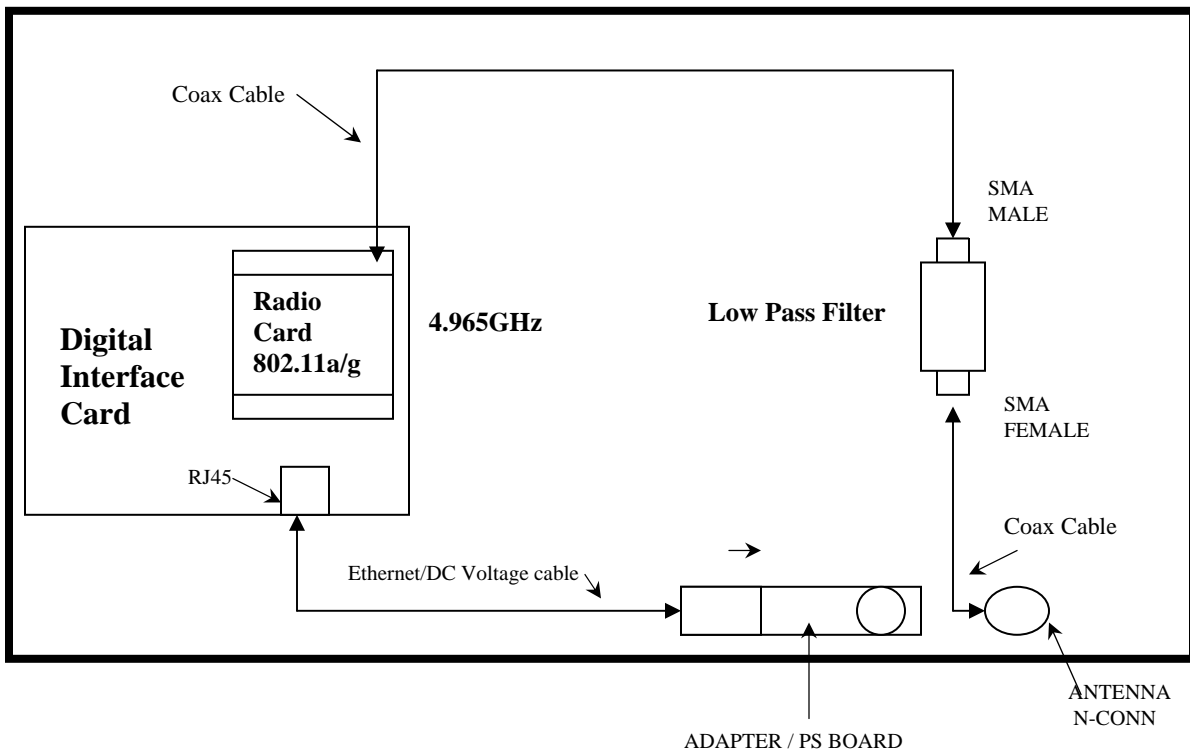 Coax Cable
SMA
MALE
Radio
Card
802.11a/g
4.965GHz
Low Pass Filter
Digital
Interface
Card
SMA
FEMALE
RJ45
Coax Cable
Ethernet/DC Voltage cable
ANTENNA
N-CONN
ADAPTER / PS BOARD